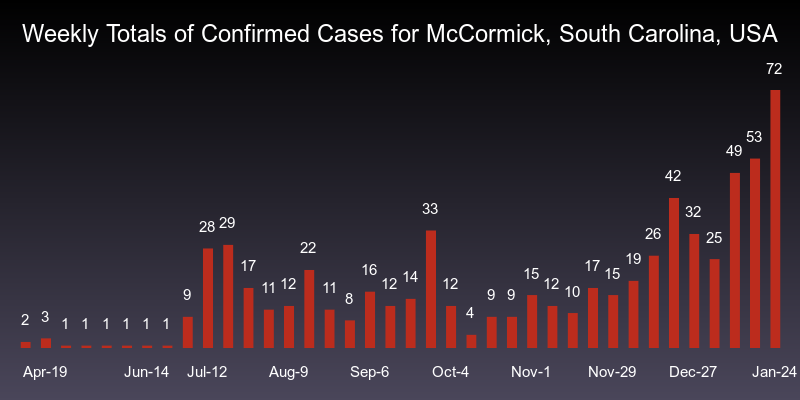 Weekly Totals of Confirmed Cases for McCormick, South Carolina, USA
72
53
49
42
33
32
28 29
26
25
22
19
17 16 17
15 15
14
11 12 11 12 12 12
10
9 8 9 9
4
2 3 1 1 1 1 1 1
Apr-19 Jun-14 Jul-12 Aug-9 Sep-6 Oct-4 Nov-1 Nov-29 Dec-27 Jan-24